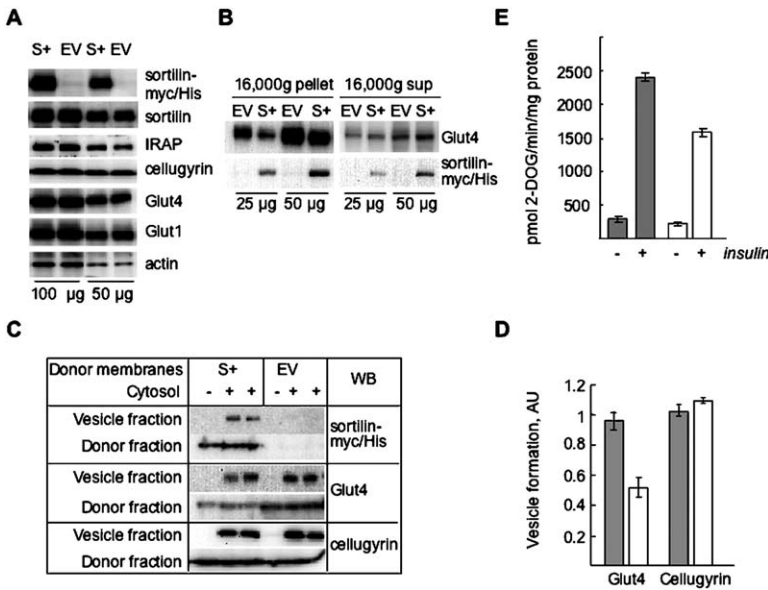 A
S+ EV S+ EV
sortilin-
myc/His
sortilin
IRAP
cellugyrin
Glut4
Glut1
actin
100 µg 50 µg
B
16,000g pellet 16,000g sup
EV S+ EV S+ EV S+ EV S+
Glut4
sortilin-
myc/His
25 µg 50 µg 25 µg 50 µg
E
pmol 2-DOG/min/mg protein
2500
2000
1500
1000
500
- + - + insulin
C
Donor membranes S+ EV WB
Cytosol - + + - + +
Vesicle fraction
Donor fraction
sortilin-
myc/His
Vesicle fraction
Donor fraction
Glut4
Vesicle fraction
Donor fraction
cellugyrin
D
Vesicle formation, AU
1.2
1
0.8
0.6
0.4
0.2
Glut4 Cellugyrin